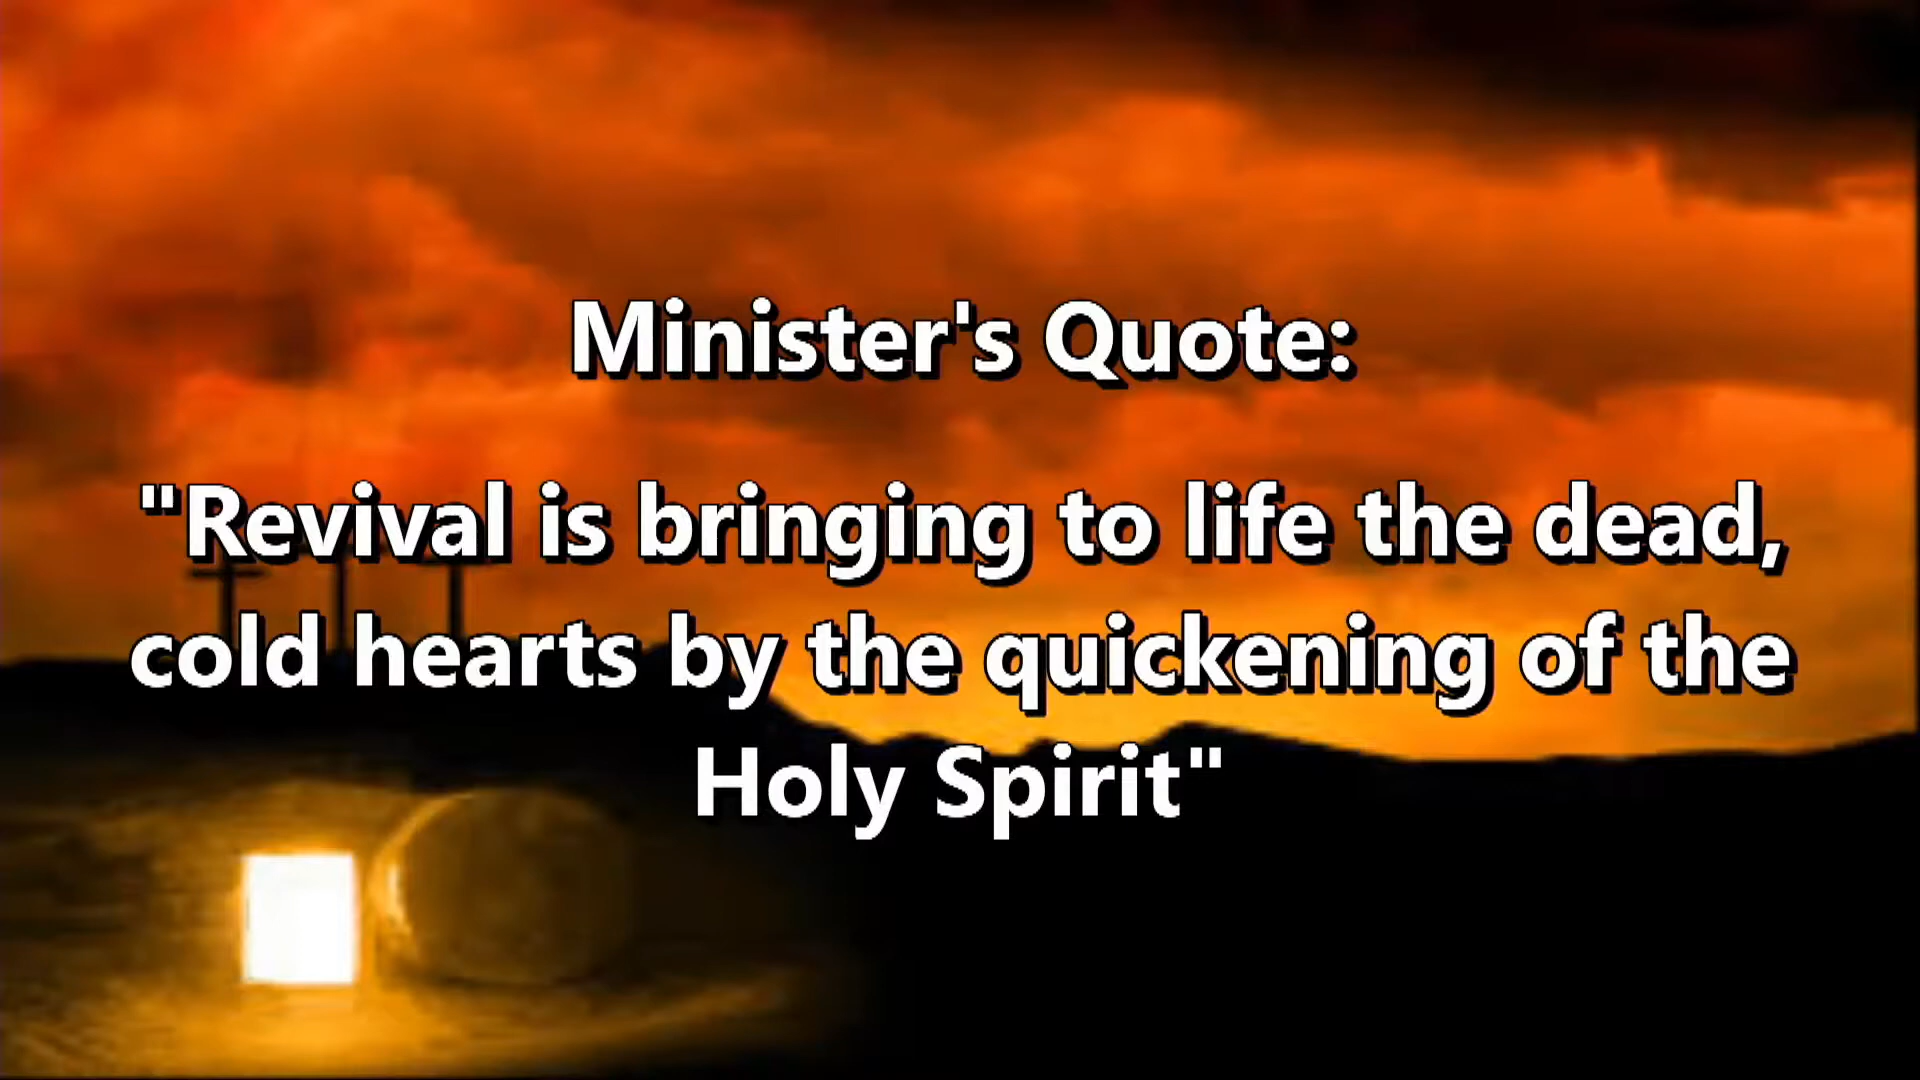 Minister's Quote:
"Revival is bringing to life the dead,
cold hearts by the quickening of the
Holy Spirit"